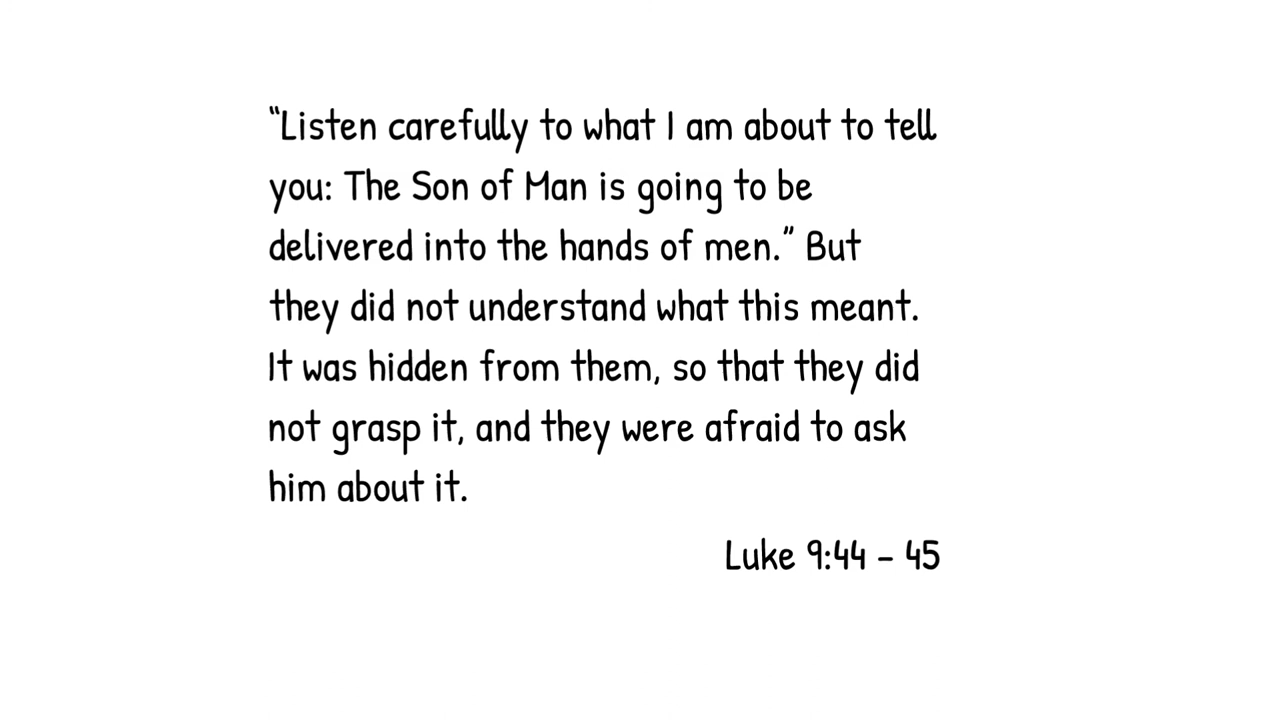 “Listen carefully to what I am about to tell
you: The Son of Man is going to be
delivered into the hands of men.” But
they did not understand what this meant.
It was hidden from them, so that they did
not grasp it, and they were afraid to ask
him about it.
Luke 9:44 – 45